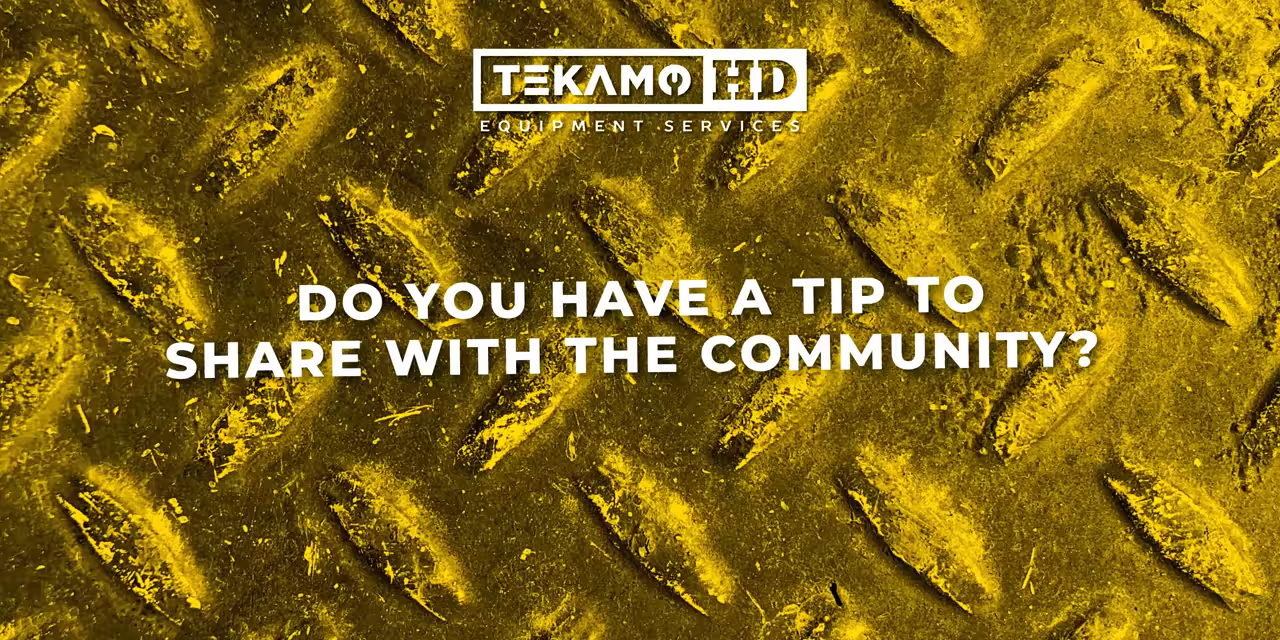 TEKAMO HD
EQUIPMENT SERVICES
DO YOU HAVE A TIP TO
SHARE WITH THE COMMUNITY?